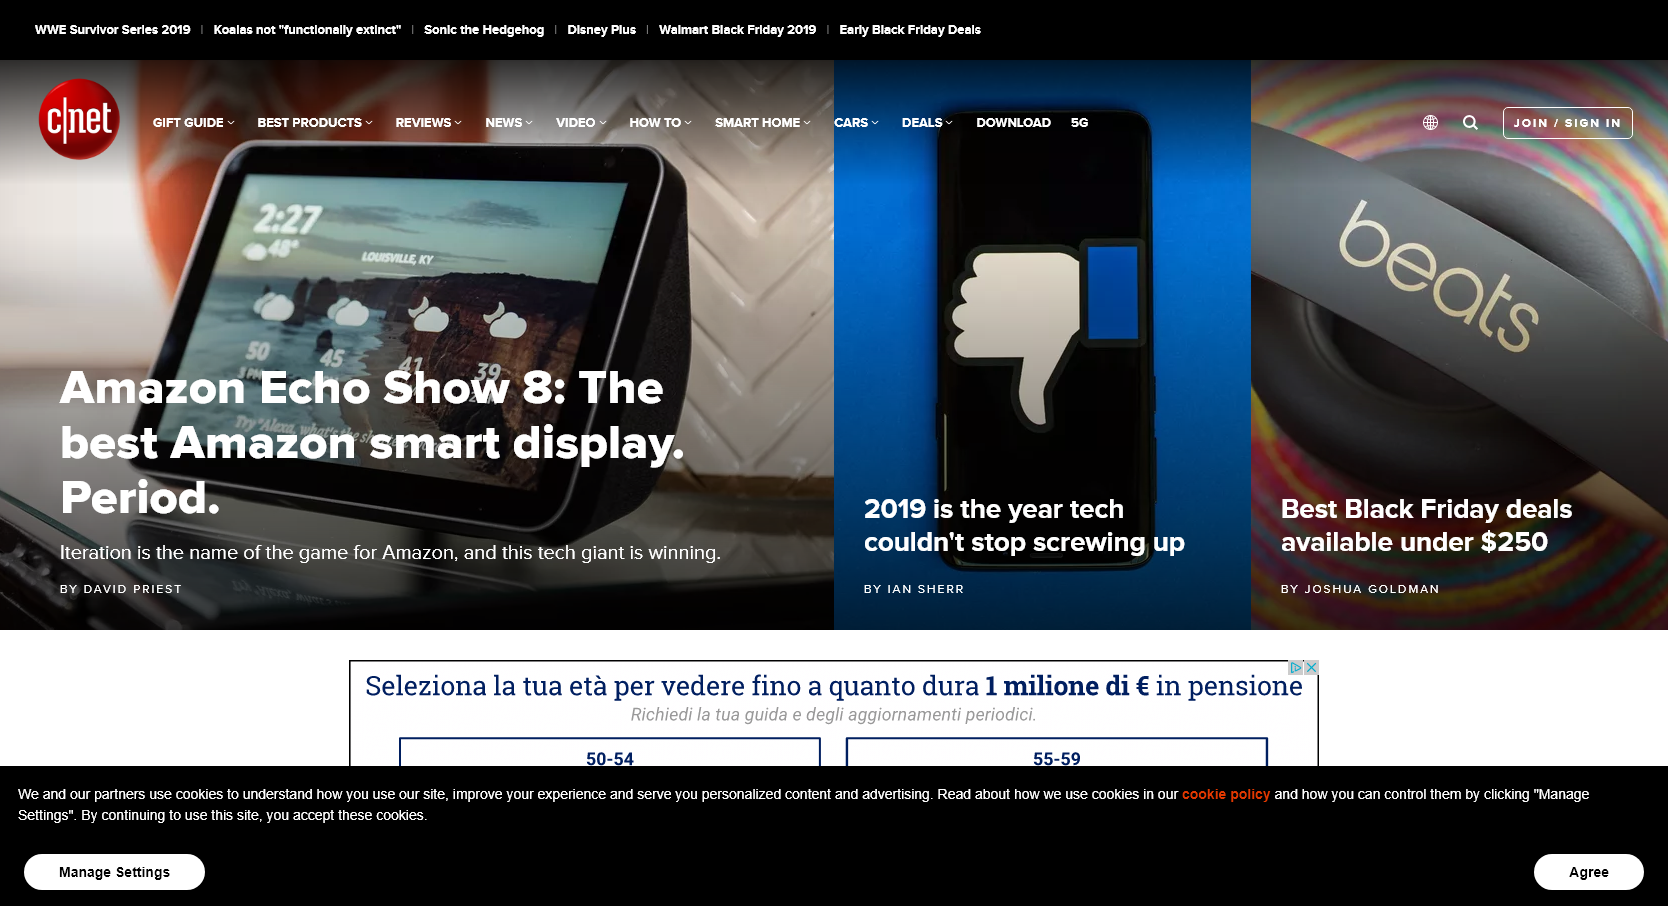 WWE Survivor Series 2019 | Koalas not "functionally extinct" | Sonic the Hedgehog | Disney Plus | Walmart Black Friday 2019 | Early Black Friday Deals
c|net
GIFT GUIDE BEST PRODUCTS REVIEWS NEWS VIDEO HOW TO SMART HOME CARS DEALS DOWNLOAD 5G JOIN / SIGN IN
2:27
48°
LOUISVILLE, KY
50 45 41 39
beats
Amazon Echo Show 8: The
best Amazon smart display.
Period.
Iteration is the name of the game for Amazon, and this tech giant is winning.
BY DAVID PRIEST
2019 is the year tech
couldn't stop screwing up
BY IAN SHERR
Best Black Friday deals
available under $250
BY JOSHUA GOLDMAN
Seleziona la tua età per vedere fino a quanto dura 1 milione di € in pensione
Richiedi la tua guida e degli aggiornamenti periodici.
50-54 55-59
We and our partners use cookies to understand how you use our site, improve your experience and serve you personalized content and advertising. Read about how we use cookies in our cookie policy and how you can control them by clicking "Manage
Settings". By continuing to use this site, you accept these cookies.
Manage Settings Agree